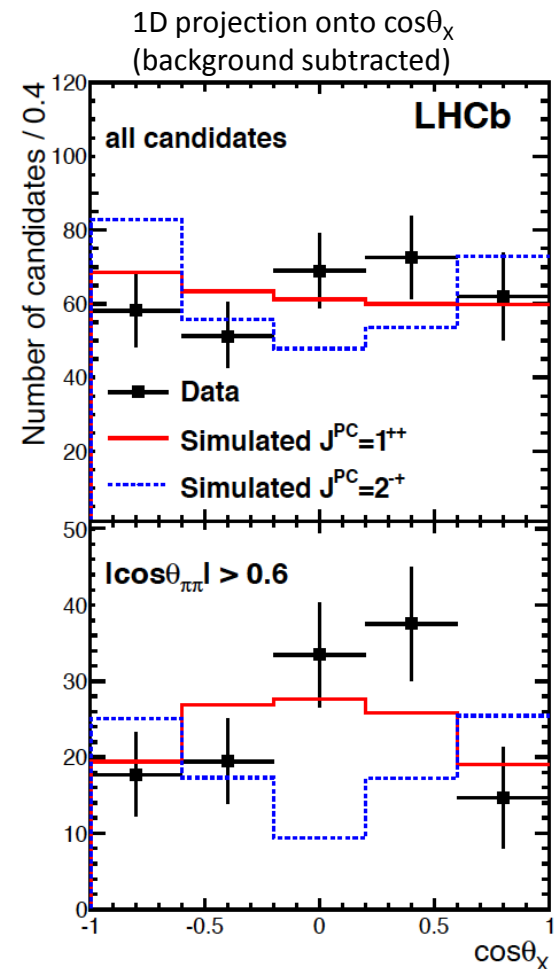 1D projection onto cosθX
(background subtracted)
Number of candidates / 0.4
120
100
80
60
40
20
all candidates
LHCb
Data
Simulated J^PC=1^++
Simulated J^PC=2^-+
50
40
30
20
10
0
|cosθππ| > 0.6
-1 -0.5 0 0.5 1
cosθX